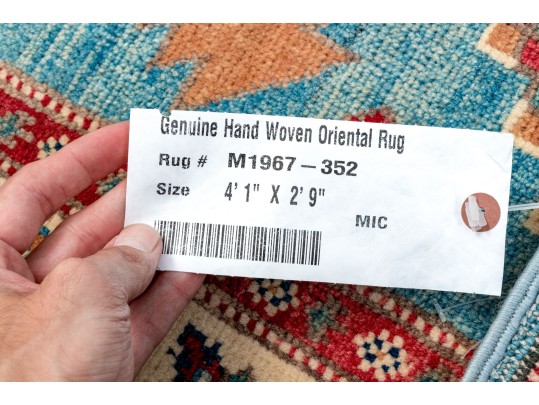 Genuine Hand Woven Oriental Rug
Rug # M1967-352
Size 4' 1" X 2' 9"
MIC